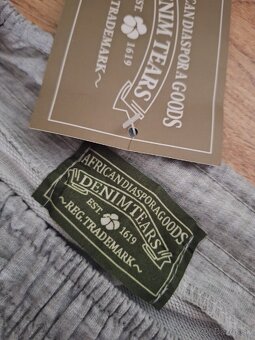 AFRICAN DIASPORA GOODS
DENIM TEARS
EST 1619
REG. TRADEMARK~
AFRICAN DIASPORA GOODS
DENIM TEARS
EST 1619
~REG. TRADEMARK~